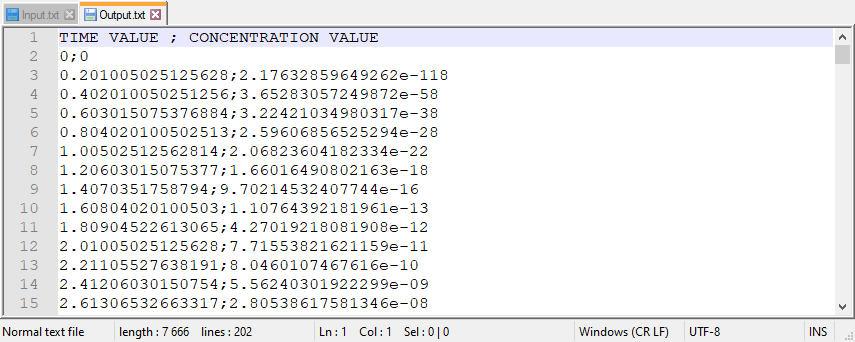 Input.txt Output.txt
1 TIME VALUE ; CONCENTRATION VALUE
2 0;0
3 0.201005025125628;2.17632859649262e-118
4 0.402010050251256;3.65283057249872e-58
5 0.603015075376884;3.22421034980317e-38
6 0.804020100502513;2.59606856525294e-28
7 1.00502512562814;2.06823604182334e-22
8 1.20603015075377;1.66016490802163e-18
9 1.4070351758794;9.70214532407744e-16
10 1.60804020100503;1.10764392181961e-13
11 1.80904522613065;4.27019218081908e-12
12 2.01005025125628;7.71553821621159e-11
13 2.21105527638191;8.0460107467616e-10
14 2.41206030150754;5.56240301922299e-09
15 2.61306532663317;2.80538617581346e-08
Normal text file length : 7 666 lines : 202 Ln : 1 Col : 1 Sel : 0 | 0 Windows (CR LF) UTF-8 INS